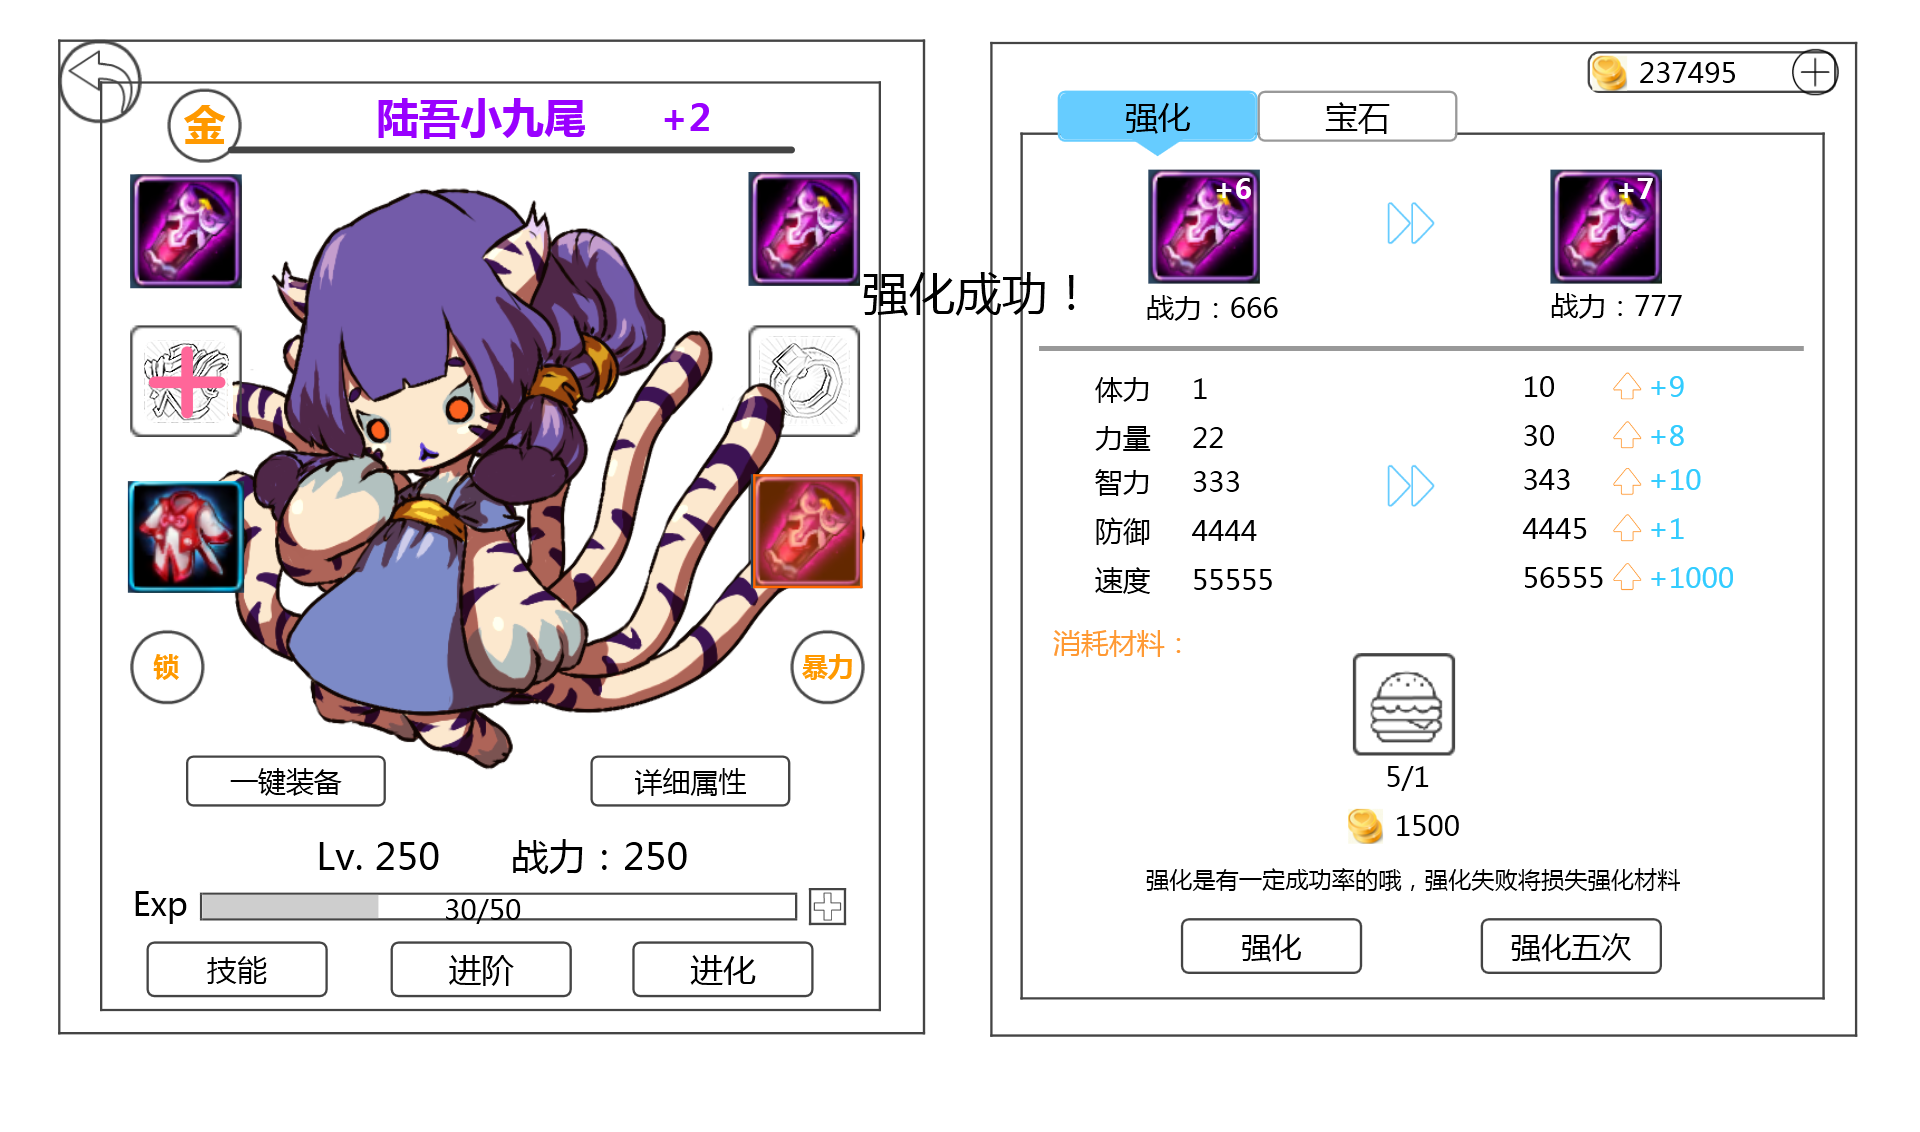 金
陆吾小九尾 +2
锁
暴力
一键装备
详细属性
Lv. 250 战力：250
Exp 30/50
技能
进阶
进化
强化成功！
237495
强化
宝石
+6
+7
战力：666
战力：777
体力 1 10 +9
力量 22 30 +8
智力 333 343 +10
防御 4444 4445 +1
速度 55555 56555 +1000
消耗材料：
5/1
1500
强化是有一定成功率的哦，强化失败将损失强化材料
强化
强化五次